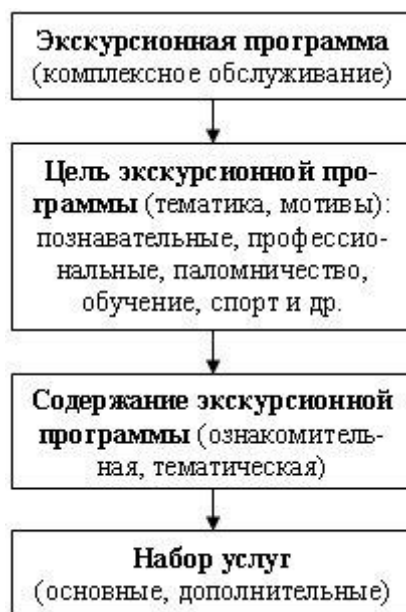 Экскурсионная программа
(комплексное обслуживание)
Цель экскурсионной про-
граммы (тематика, мотивы):
познавательные, профессио-
нальные, паломничество,
обучение, спорт и др.
Содержание экскурсионной
программы (ознакомитель-
ная, тематическая)
Набор услуг
(основные, дополнительные)